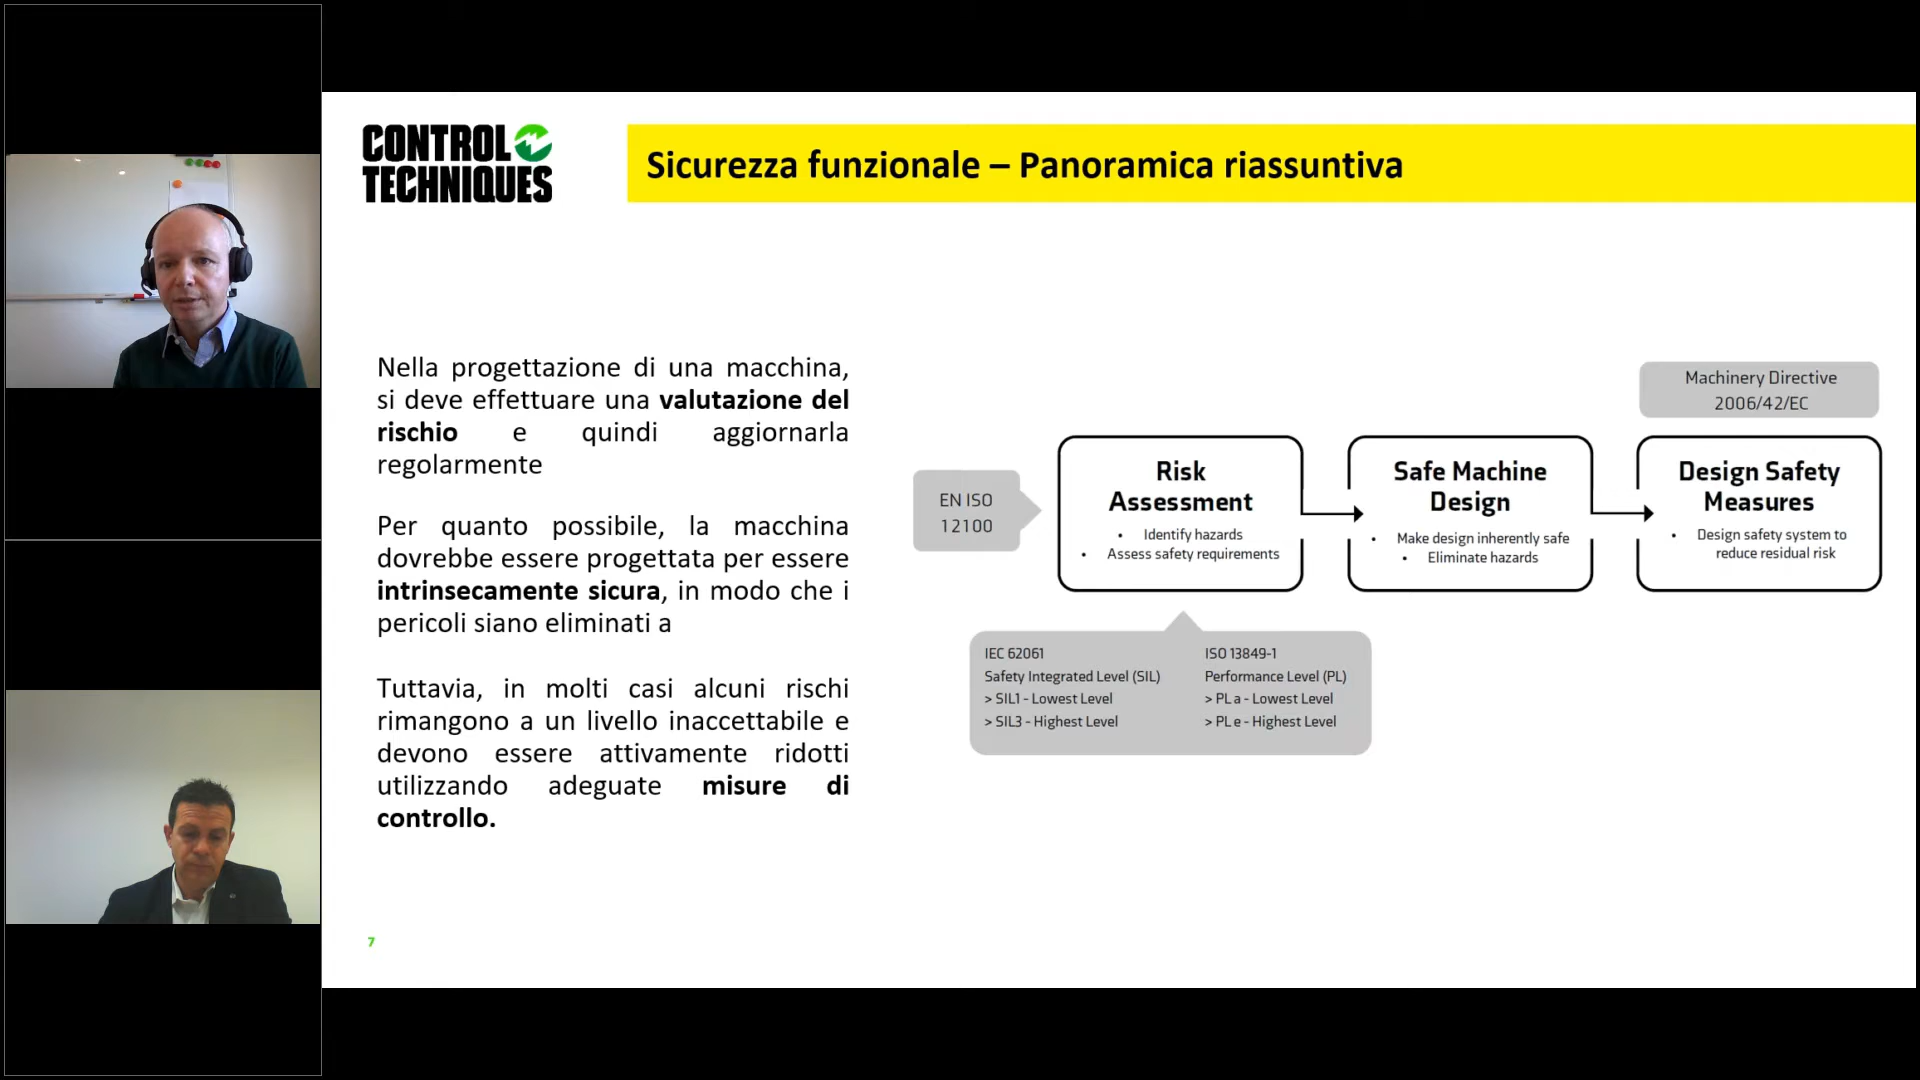 CONTROL
TECHNIQUES
Sicurezza funzionale – Panoramica riassuntiva
Nella progettazione di una macchina,
si deve effettuare una valutazione del
rischio e quindi aggiornarla
regolarmente
Per quanto possibile, la macchina
dovrebbe essere progettata per essere
intrinsecamente sicura, in modo che i
pericoli siano eliminati a
Tuttavia, in molti casi alcuni rischi
rimangono a un livello inaccettabile e
devono essere attivamente ridotti
utilizzando adeguate misure di
controllo.
EN ISO
12100
Risk
Assessment
• Identify hazards
• Assess safety requirements
Safe Machine
Design
• Make design inherently safe
• Eliminate hazards
Machinery Directive
2006/42/EC
Design Safety
Measures
• Design safety system to
reduce residual risk
IEC 62061
Safety Integrated Level (SIL)
> SIL1 - Lowest Level
> SIL3 - Highest Level
ISO 13849-1
Performance Level (PL)
> PL a - Lowest Level
> PL e - Highest Level
7